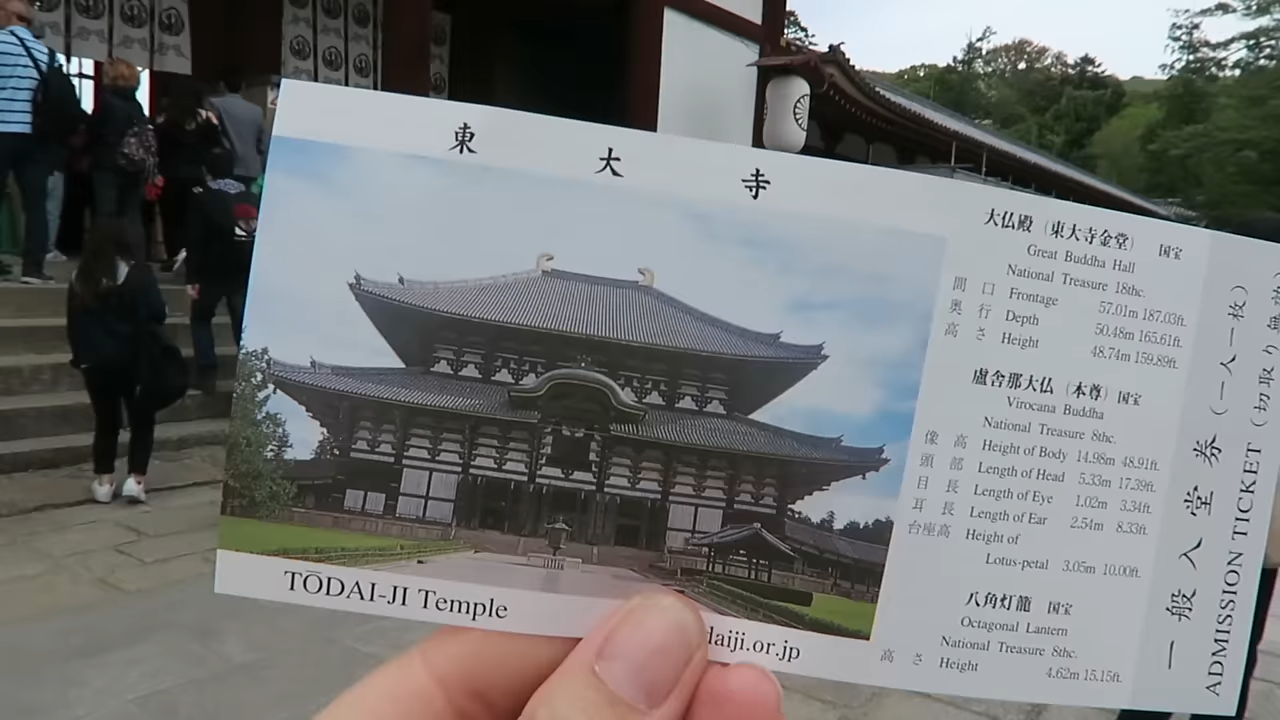 東大寺
大仏殿（東大寺金堂） 国宝
Great Buddha Hall
National Treasure 18thc.
間口 Frontage 57.01m 187.03ft.
奥行 Depth 50.48m 165.61ft.
高さ Height 48.74m 159.89ft.
盧舎那大仏（本尊） 国宝
Virocana Buddha
National Treasure 8thc.
像高 Height of Body 14.98m 48.91ft.
頭部 Length of Head 5.33m 17.39ft.
目長 Length of Eye 1.02m 3.34ft.
耳長 Length of Ear 2.54m 8.33ft.
台座高 Height of
Lotus-petal 3.05m 10.00ft.
八角灯籠 国宝
Octagonal Lantern
National Treasure 8thc.
高さ Height 4.62m 15.15ft.
TŌDAI-JI Temple
daiji.or.jp
一般入堂券（一人一枚）
ADMISSION TICKET（切取り無効